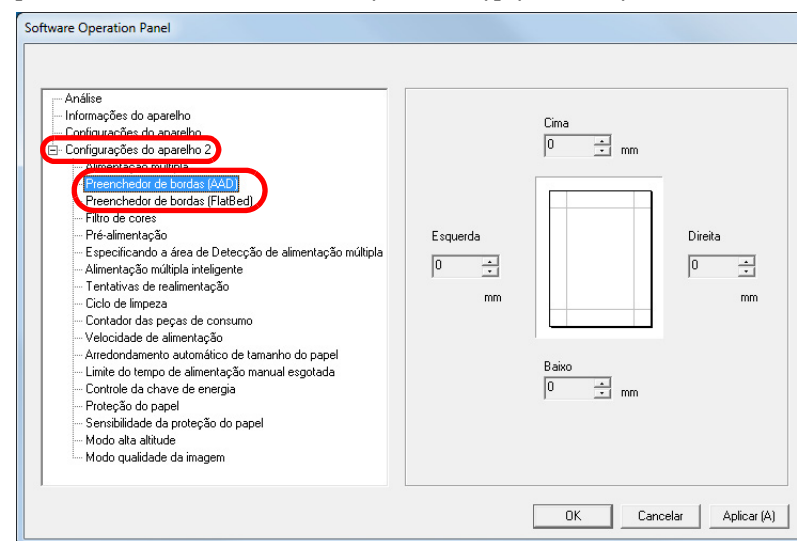 Software Operation Panel
Análise
Informações do aparelho
Configurações do aparelho
Configurações do aparelho 2
Alimentação múltipla
Preenchedor de bordas (AAD)
Preenchedor de bordas (FlatBed)
Filtro de cores
Pré-alimentação
Especificando a área de Detecção de alimentação múltipla
Alimentação múltipla inteligente
Tentativas de realimentação
Ciclo de limpeza
Contador das peças de consumo
Velocidade de alimentação
Arredondamento automático de tamanho do papel
Limite do tempo de alimentação manual esgotada
Controle da chave de energia
Proteção do papel
Sensibilidade da proteção do papel
Modo alta altitude
Modo qualidade da imagem
Cima
0 mm
Esquerda
0
mm
Direita
0
mm
Baixo
0 mm
OK Cancelar Aplicar (A)